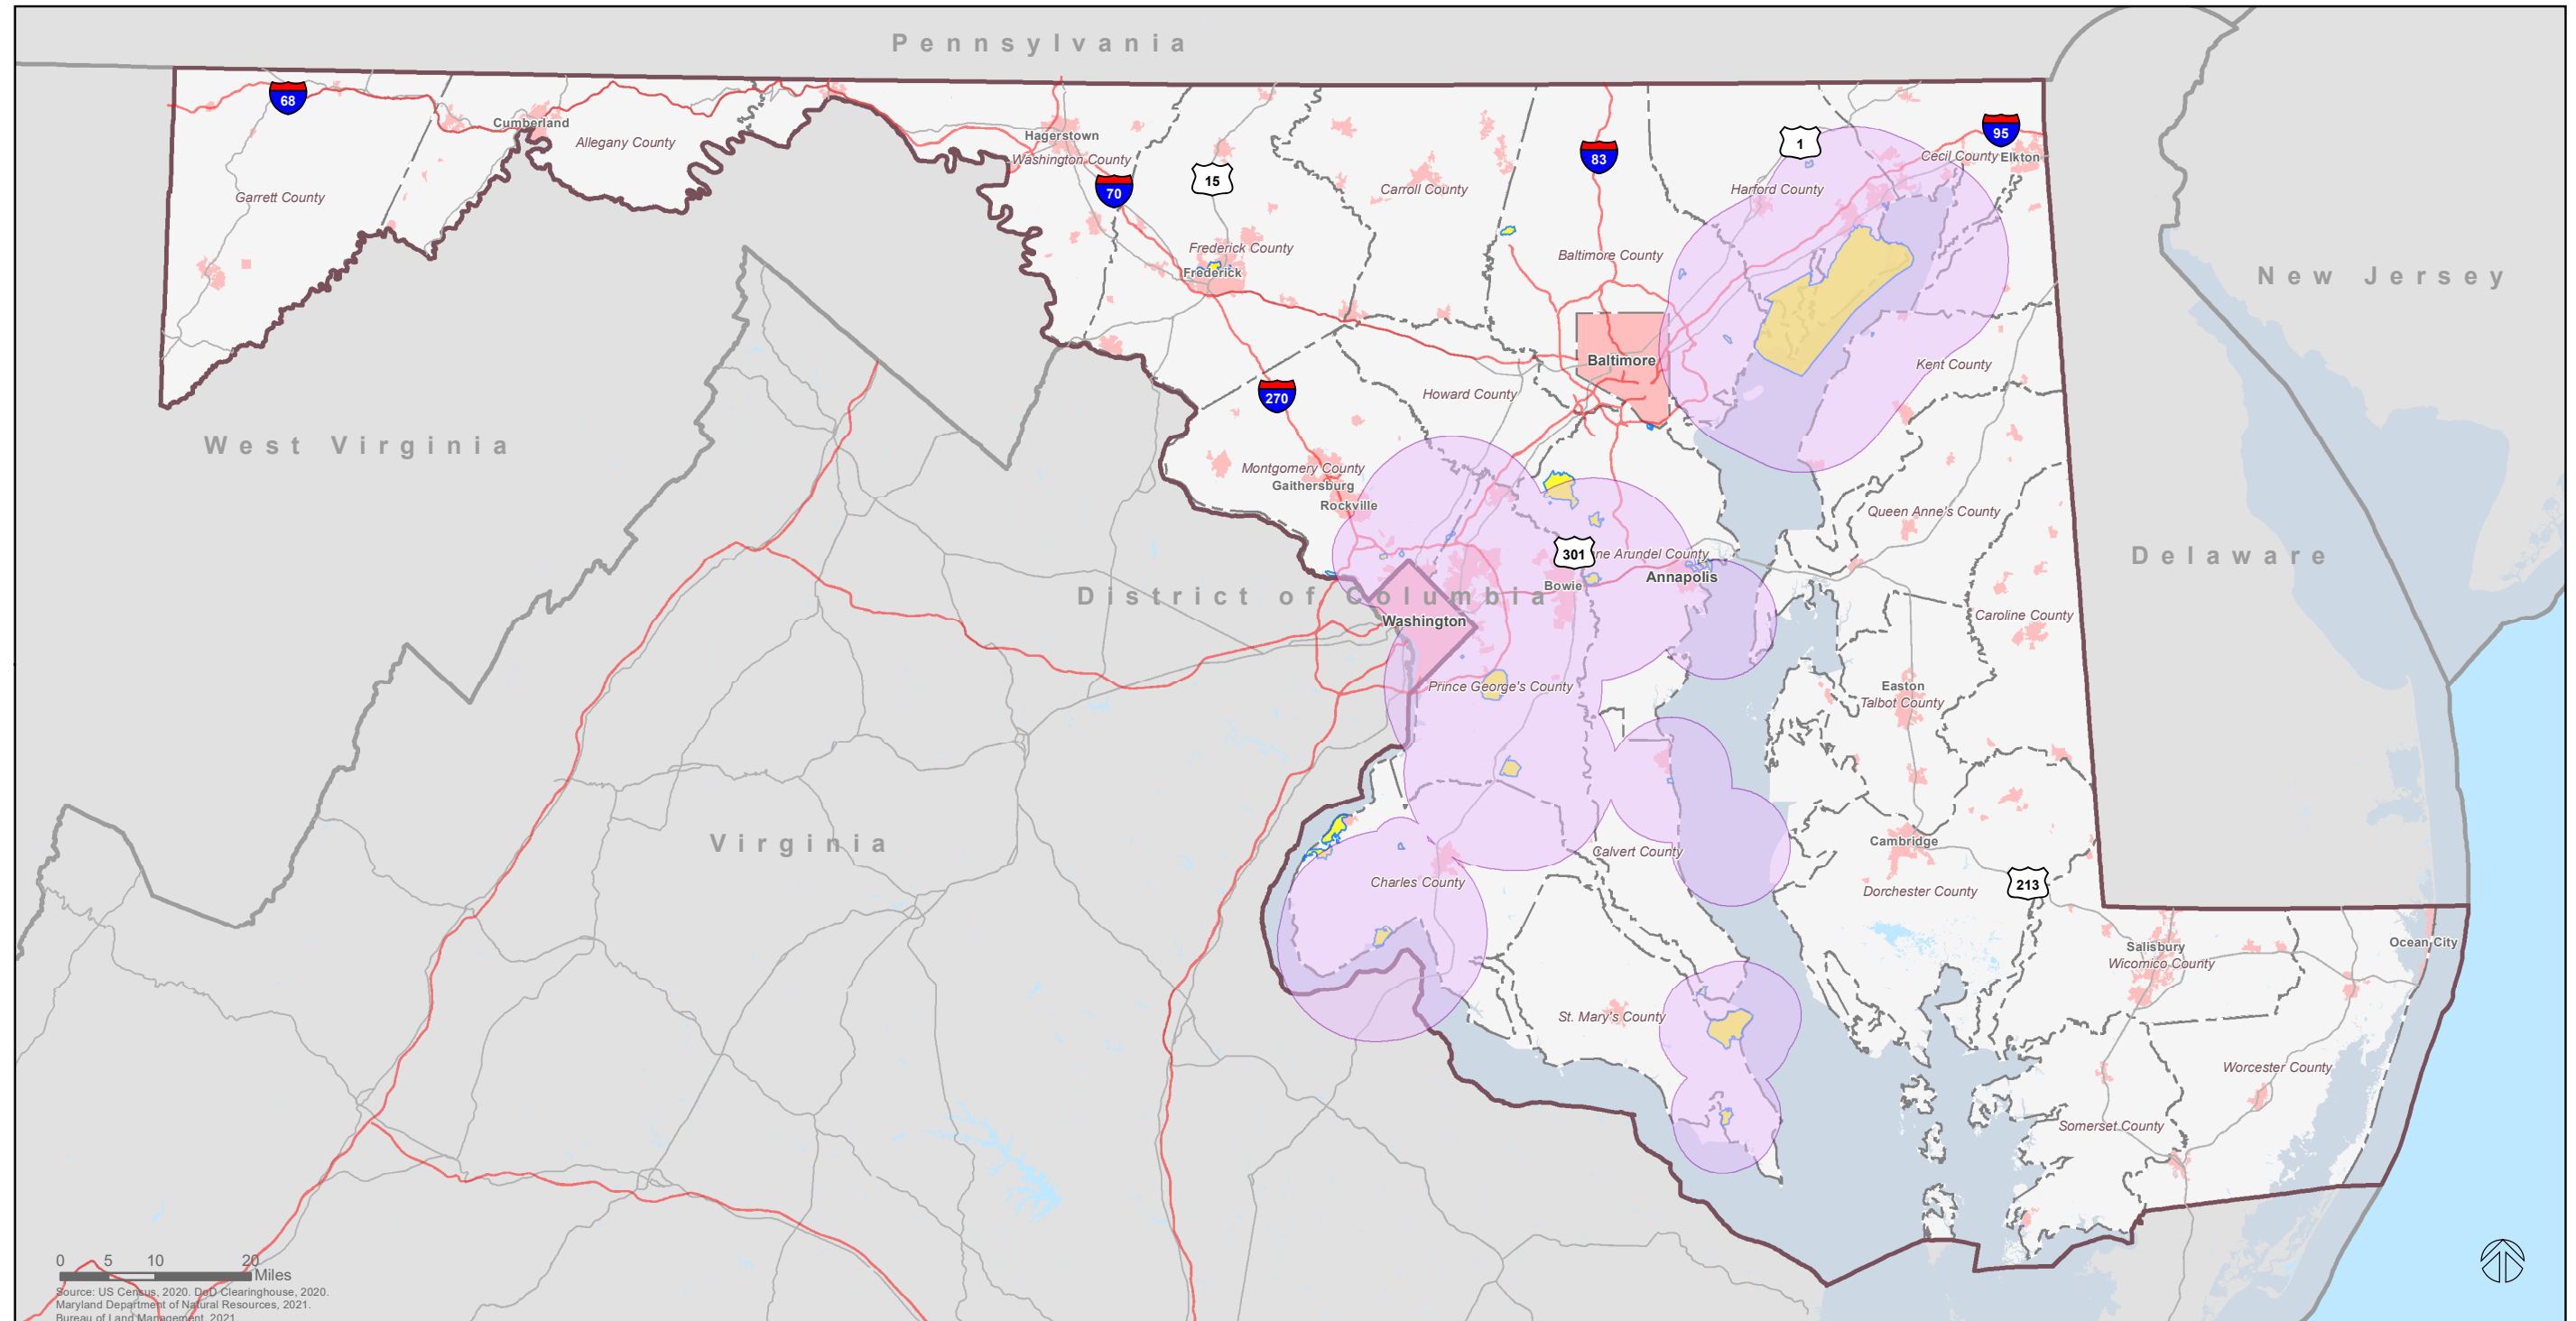 Pennsylvania
68
Cumberland
Allegany County
Garrett County
Hagerstown
Washington County
70
15
Frederick County
Frederick
Carroll County
83
Baltimore County
1
Harford County
95
Cecil County
Elkton
New Jersey
Baltimore
Kent County
Howard County
270
West Virginia
Montgomery County
Gaithersburg
Rockville
Queen Anne's County
301
ne Arundel County
Annapolis
Bowie
Delaware
District of Columbia
Washington
Caroline County
Prince George's County
Easton
Talbot County
Virginia
Calvert County
Cambridge
Charles County
Dorchester County
213
Salisbury
Wicomico County
Ocean City
St. Mary's County
Worcester County
Somerset County
0 5 10 20
Miles
Source: US Census, 2020. DoD Clearinghouse, 2020.
Maryland Department of Natural Resources, 2021.
Bureau of Land Management, 2021